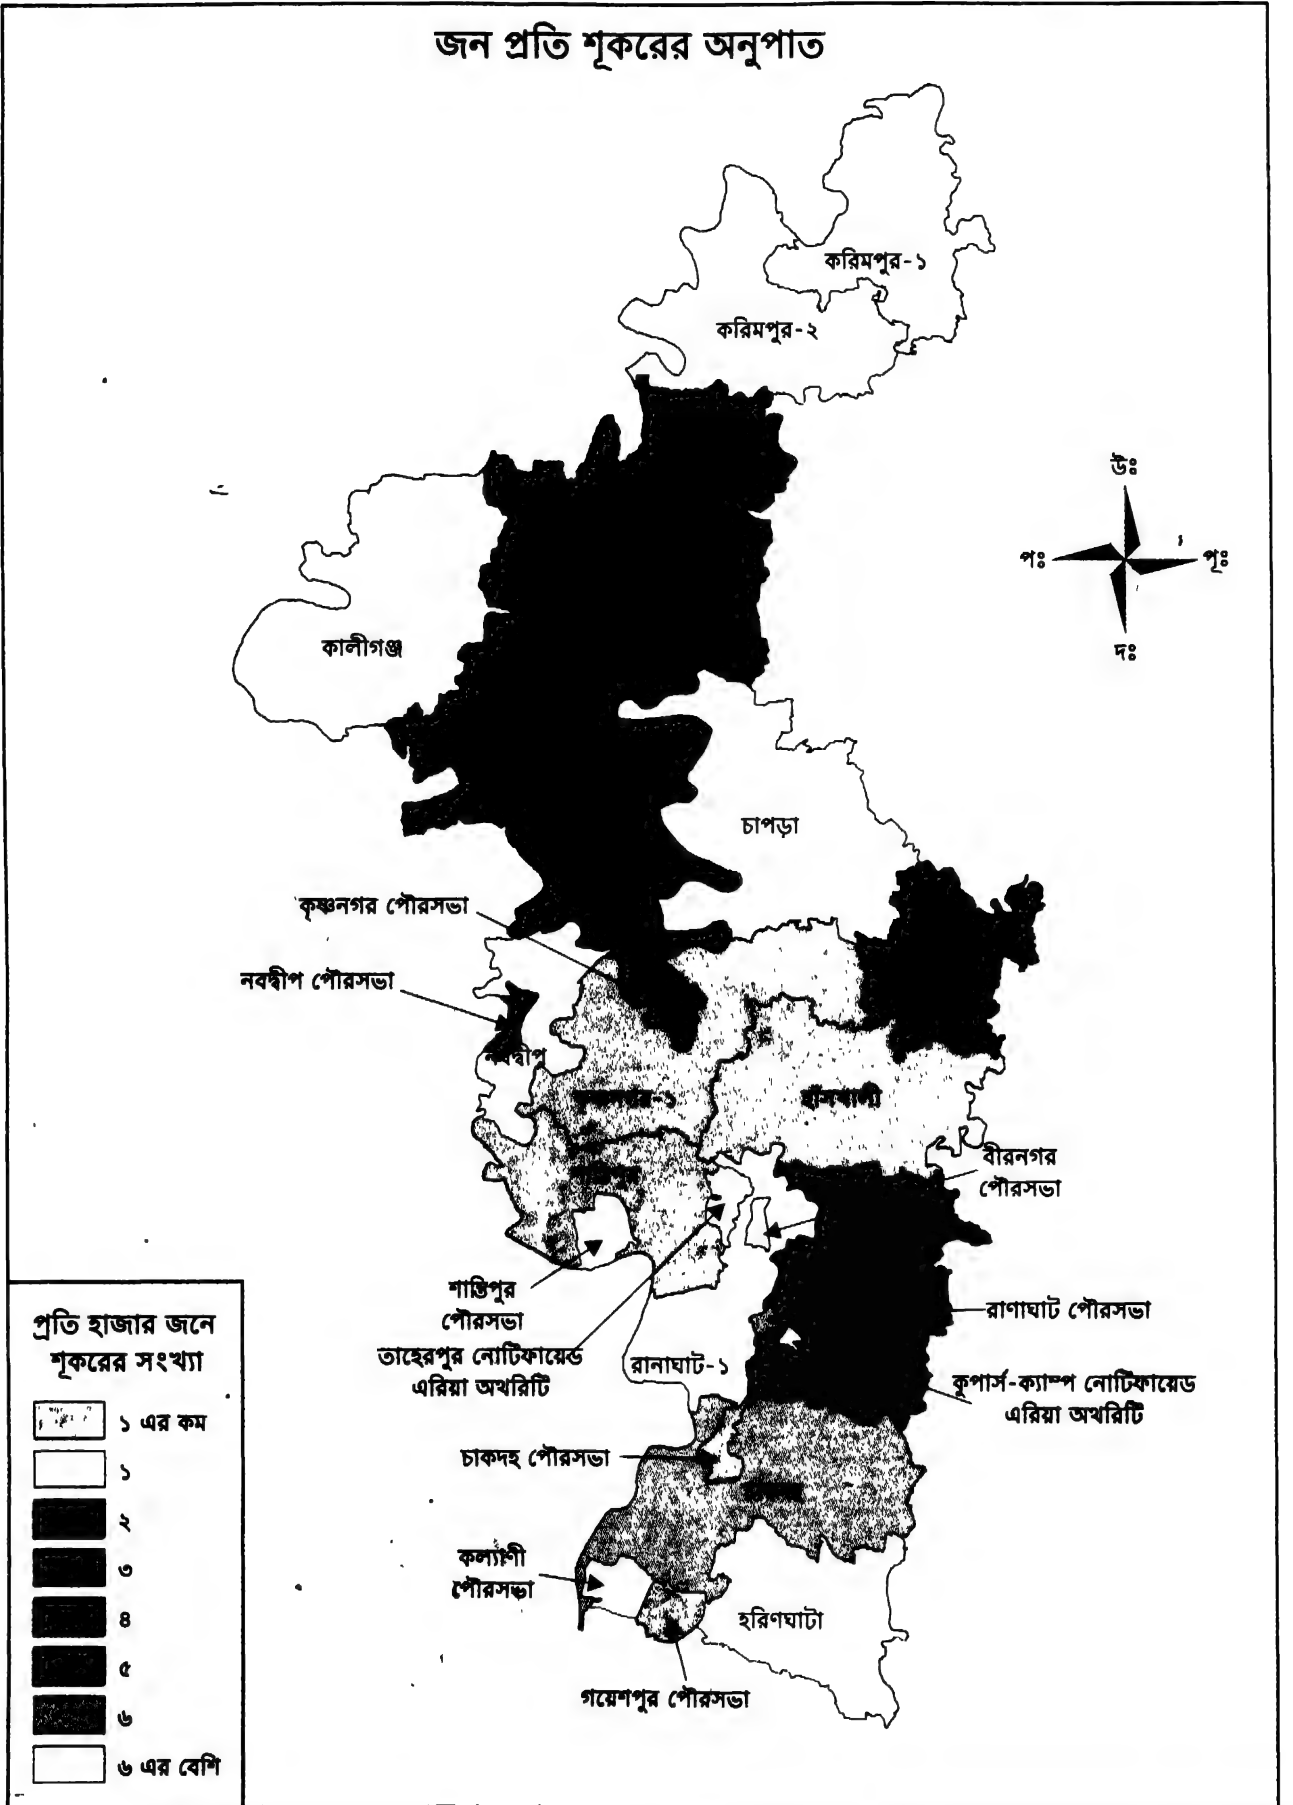 জন প্রতি শূকরের অনুপাত
করিমপুর-১
করিমপুর-২
উঃ
পঃ
পূঃ
দঃ
কালীগঞ্জ
চাপড়া
কৃষ্ণনগর পৌরসভা
নবদ্বীপ পৌরসভা
নবদ্বীপ
হাঁসখালী
বীরনগর
পৌরসভা
শান্তিপুর
পৌরসভা
রাণাঘাট পৌরসভা
তাহেরপুর নোটিফায়েড
এরিয়া অথরিটি
রানাঘাট-১
কুপার্স-ক্যাম্প নোটিফায়েড
এরিয়া অথরিটি
চাকদহ পৌরসভা
কল্যাণী
পৌরসভা
হরিণঘাটা
গয়েশপুর পৌরসভা
প্রতি হাজার জনে
শূকরের সংখ্যা
১ এর কম
১
২
৩
৪
৫
৬
৬ এর বেশি